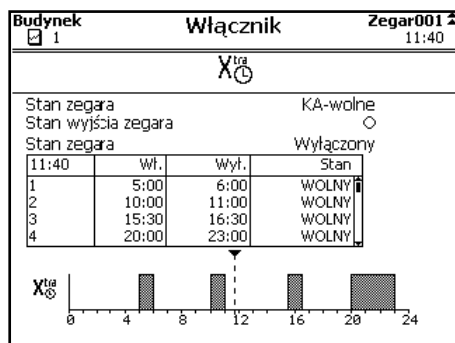 Budynek Włącznik Zegar001
1 11:40
Xtra
Stan zegara KA-wolne
Stan wyjścia zegara
Stan zegara Wyłączony
11:40 Wł. Wył. Stan
1 5:00 6:00 WOLNY
2 10:00 11:00 WOLNY
3 15:30 16:30 WOLNY
4 20:00 23:00 WOLNY
Xtra
0 4 8 12 16 20 24